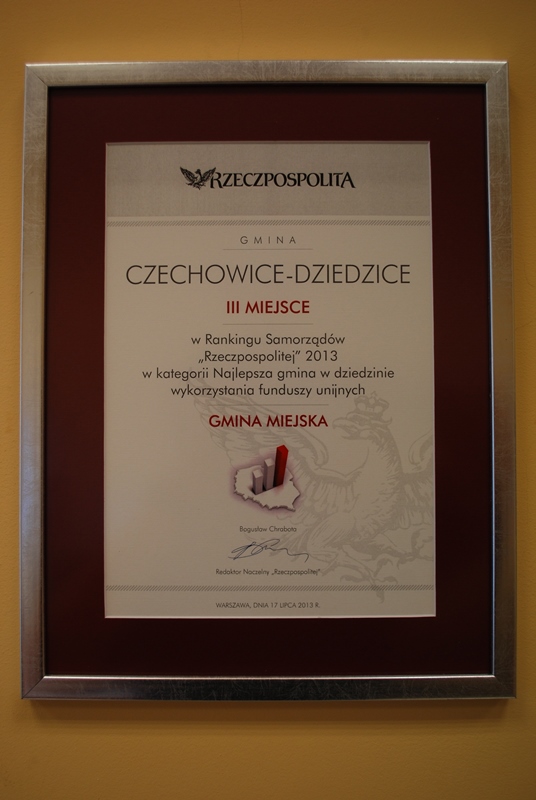 RZECZPOSPOLITA
GMINA
CZECHOWICE-DZIEDZICE
III MIEJSCE
w Rankingu Samorządów
„Rzeczpospolitej” 2013
w kategorii Najlepsza gmina w dziedzinie
wykorzystania funduszy unijnych
GMINA MIEJSKA
Bogusław Chrabota
Redaktor Naczelny „Rzeczpospolitej”
WARSZAWA, DNIA 17 LIPCA 2013 R.